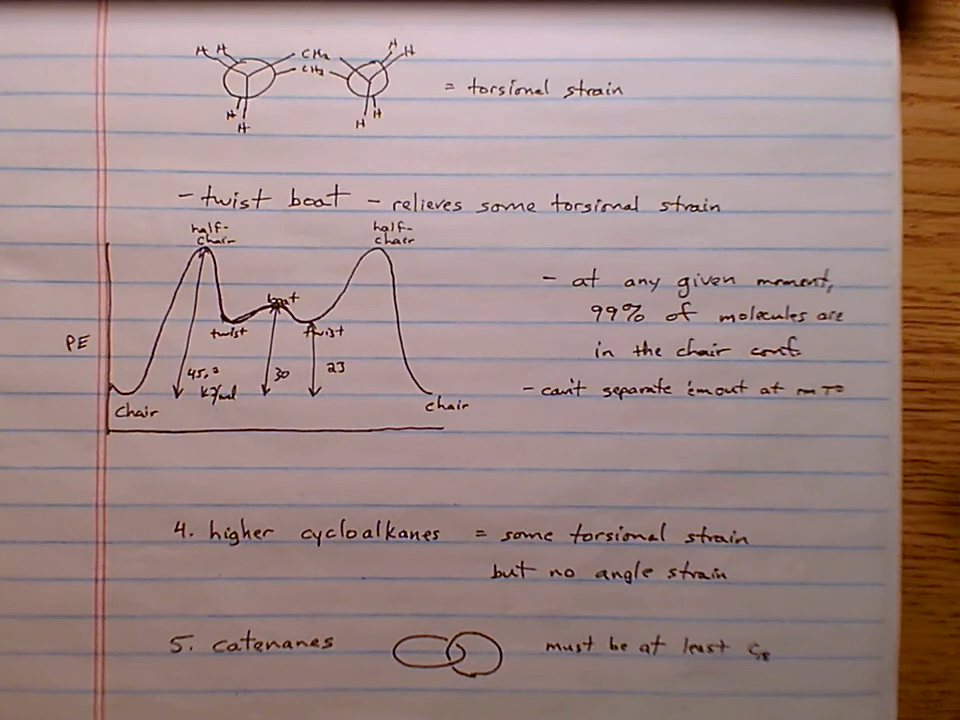 H H CH2 H H
CH2
= torsional strain
H H
H H
- twist boat - relieves some torsional strain
half-
chair
half-
chair
- at any given moment,
boat
99% of molecules are
twist twist
PE
in the chair conf.
45.2
kJ/mol
30
23
- can't separate 'em out at rm T°
chair
chair
4. higher cycloalkanes = some torsional strain
but no angle strain
5. catenanes
must be at least